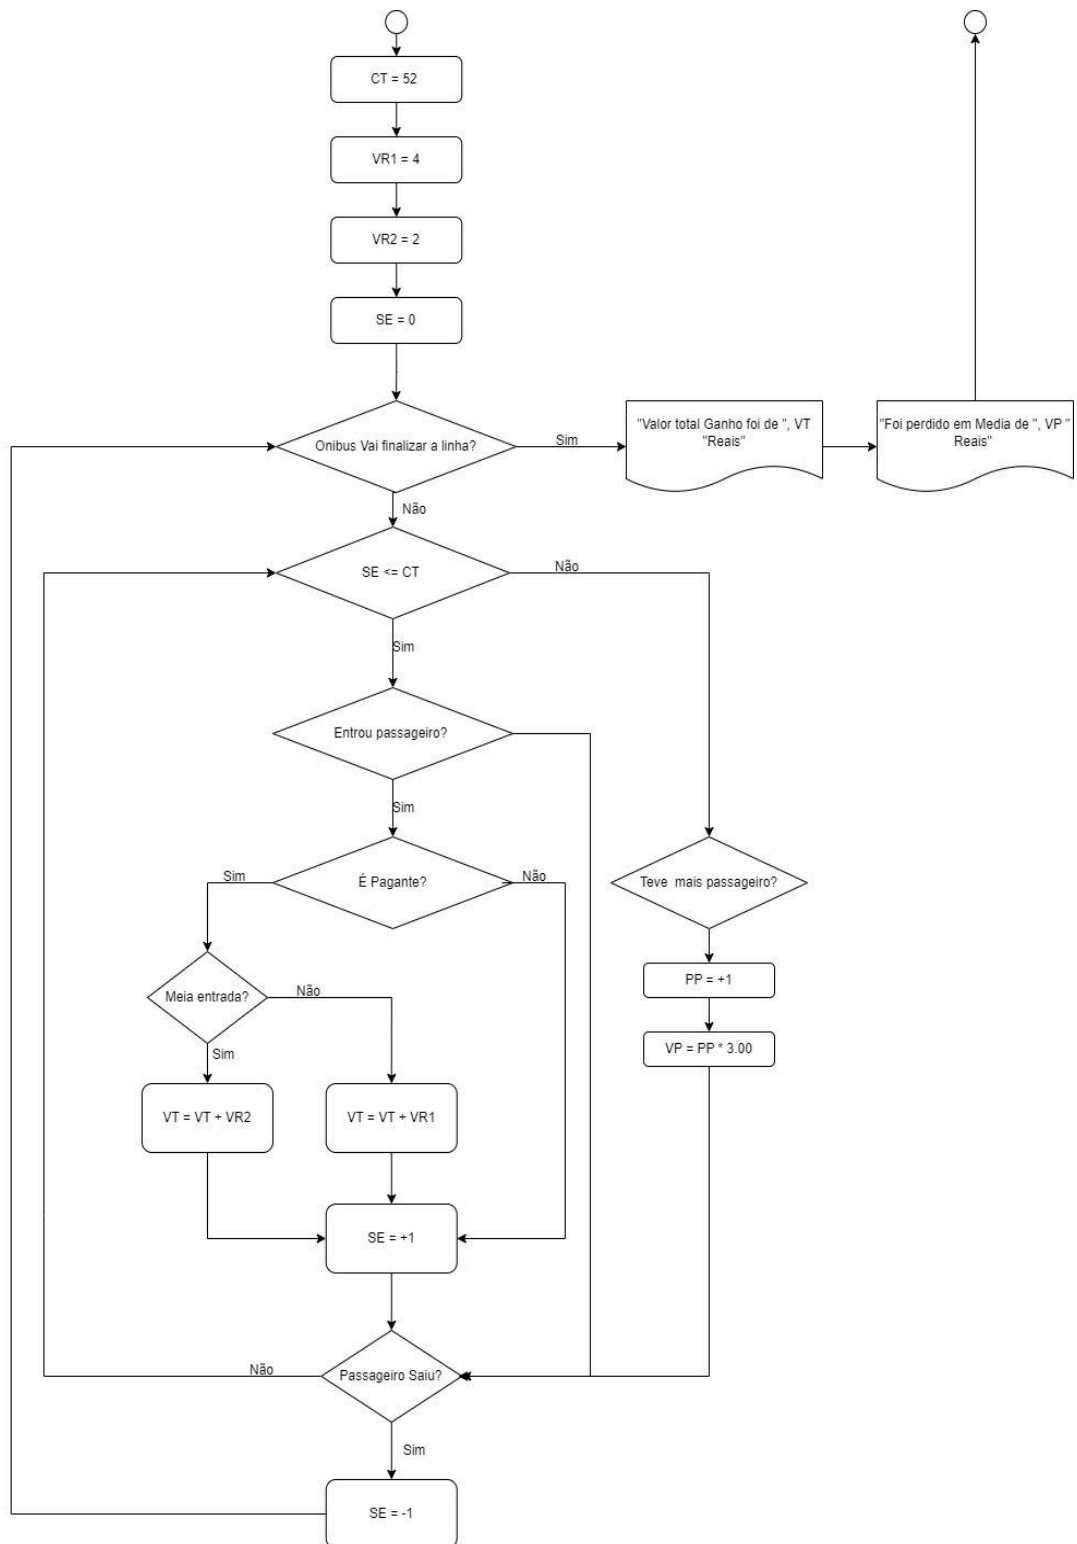 CT = 52
VR1 = 4
VR2 = 2
SE = 0
Onibus Vai finalizar a linha?
Sim
"Valor total Ganho foi de ", VT
"Reais"
"Foi perdido em Media de ", VP "
Reais"
Não
SE <= CT
Não
Sim
Entrou passageiro?
Sim
É Pagante?
Sim
Não
Teve mais passageiro?
Meia entrada?
Não
PP = +1
Sim
VP = PP * 3.00
VT = VT + VR2
VT = VT + VR1
SE = +1
Passageiro Saiu?
Não
Sim
SE = -1